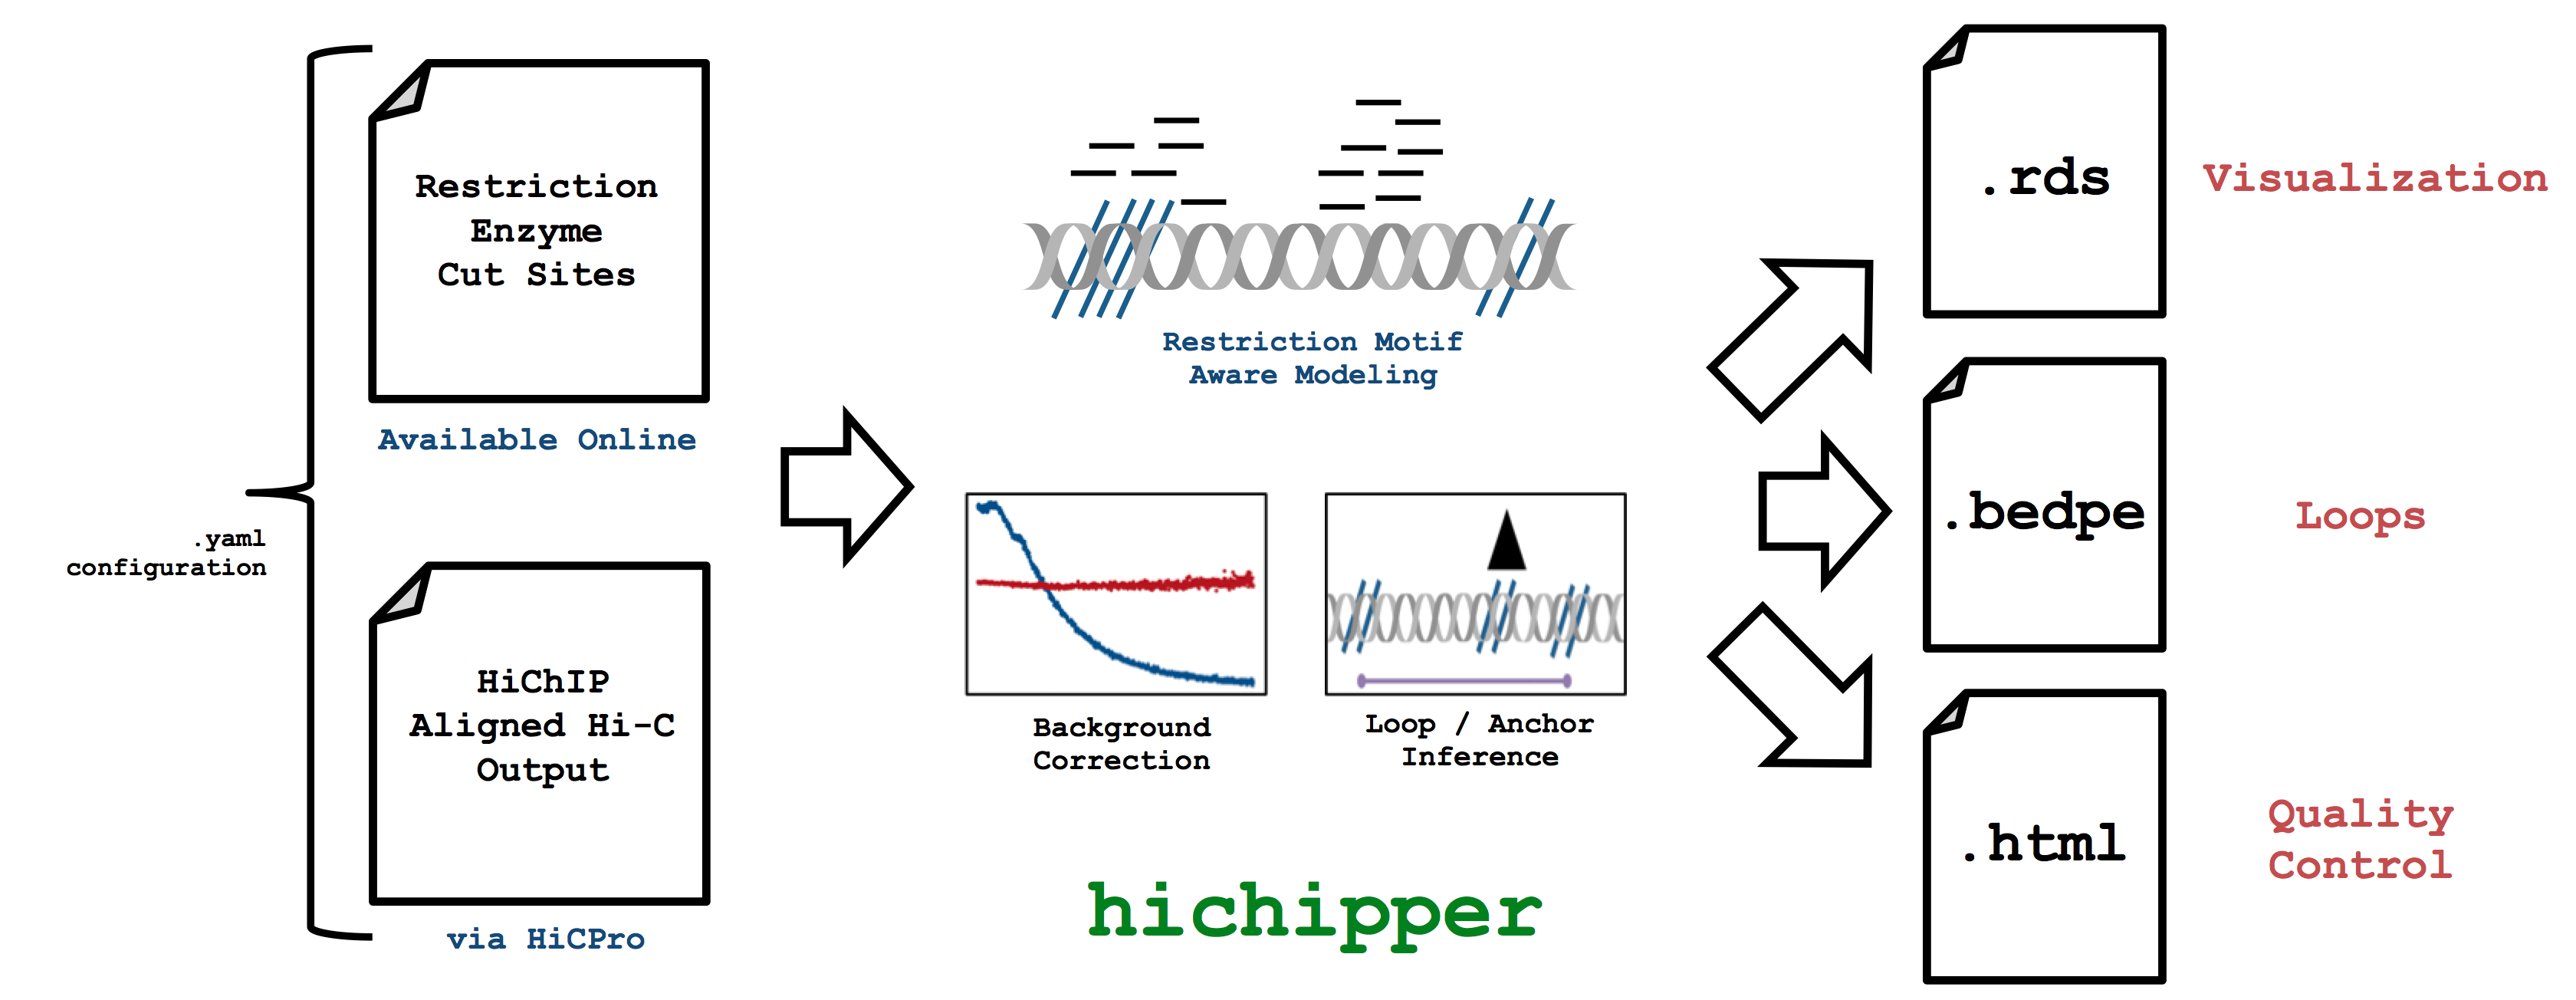 .yaml
configuration
Restriction
Enzyme
Cut Sites
Available Online
HiChIP
Aligned Hi-C
Output
via HiCPro
Restriction Motif
Aware Modeling
Background
Correction
Loop / Anchor
Inference
hichipper
.rds
Visualization
.bedpe
Loops
.html
Quality
Control